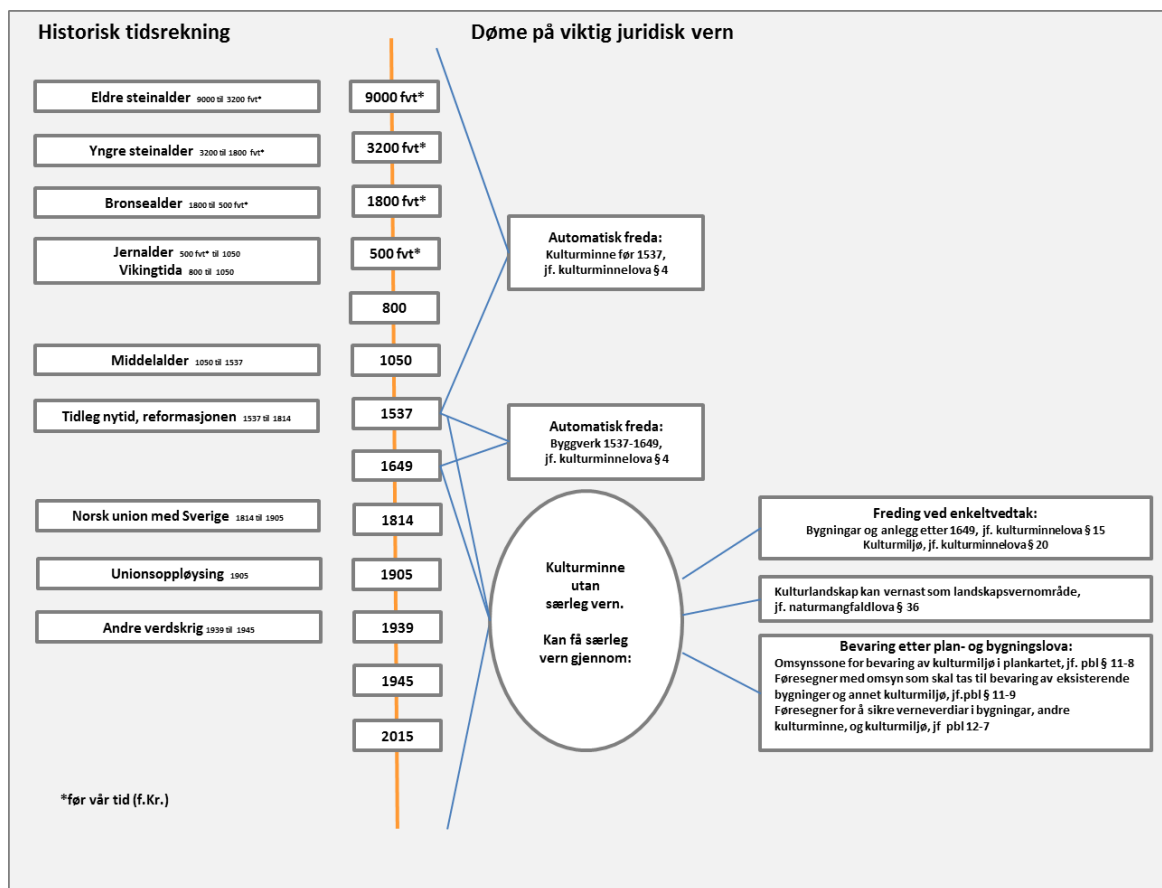 Historisk tidsrekning
Døme på viktig juridisk vern
Eldre steinalder 9000 til 3200 fvt*
9000 fvt*
Yngre steinalder 3200 til 1800 fvt*
3200 fvt*
Bronsealder 1800 til 500 fvt*
1800 fvt*
Jernalder 500 fvt* til 1050
Vikingtida 800 til 1050
500 fvt*
Automatisk freda:
Kulturminne før 1537,
jf. kulturminnelova § 4
800
Middelalder 1050 til 1537
1050
Tidleg nytid, reformasjonen 1537 til 1814
1537
Automatisk freda:
Byggverk 1537-1649,
jf. kulturminnelova § 4
1649
Norsk union med Sverige 1814 til 1905
1814
Unionsoppløysing 1905
1905
Andre verdskrig 1939 til 1945
1939
1945
2015
Kulturminne
utan
særleg vern.
Kan få særleg
vern gjennom:
Freding ved enkeltvedtak:
Bygningar og anlegg etter 1649, jf. kulturminnelova § 15
Kulturmiljø, jf. kulturminnelova § 20
Kulturlandskap kan vernast som landskapsvernområde,
jf. naturmangfaldlova § 36
Bevaring etter plan- og bygningslova:
Omsynssone for bevaring av kulturmiljø i plankartet, jf. pbl § 11-8
Føresegner med omsyn som skal tas til bevaring av eksisterende
bygninger og annet kulturmiljø, jf.pbl § 11-9
Føresegner for å sikre verneverdiar i bygningar, andre
kulturminne, og kulturmiljø, jf pbl 12-7
*før vår tid (f.Kr.)